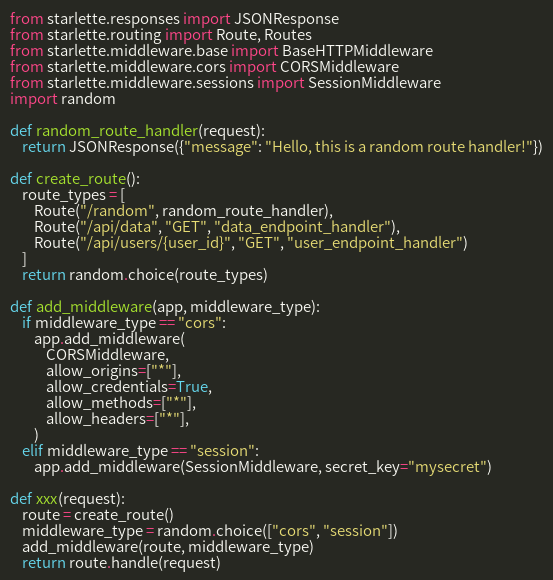 from starlette.responses import JSONResponse
from starlette.routing import Route, Routes
from starlette.middleware.base import BaseHTTPMiddleware
from starlette.middleware.cors import CORSMiddleware
from starlette.middleware.sessions import SessionMiddleware
import random

def random_route_handler(request):
    return JSONResponse({"message": "Hello, this is a random route handler!"})

def create_route():
    route_types = [
        Route("/random", random_route_handler),
        Route("/api/data", "GET", "data_endpoint_handler"),
        Route("/api/users/{user_id}", "GET", "user_endpoint_handler")
    ]
    return random.choice(route_types)

def add_middleware(app, middleware_type):
    if middleware_type == "cors":
        app.add_middleware(
            CORSMiddleware,
            allow_origins=["*"],
            allow_credentials=True,
            allow_methods=["*"],
            allow_headers=["*"],
        )
    elif middleware_type == "session":
        app.add_middleware(SessionMiddleware, secret_key="mysecret")

def xxx(request):
    route = create_route()
    middleware_type = random.choice(["cors", "session"])
    add_middleware(route, middleware_type)
    return route.handle(request)